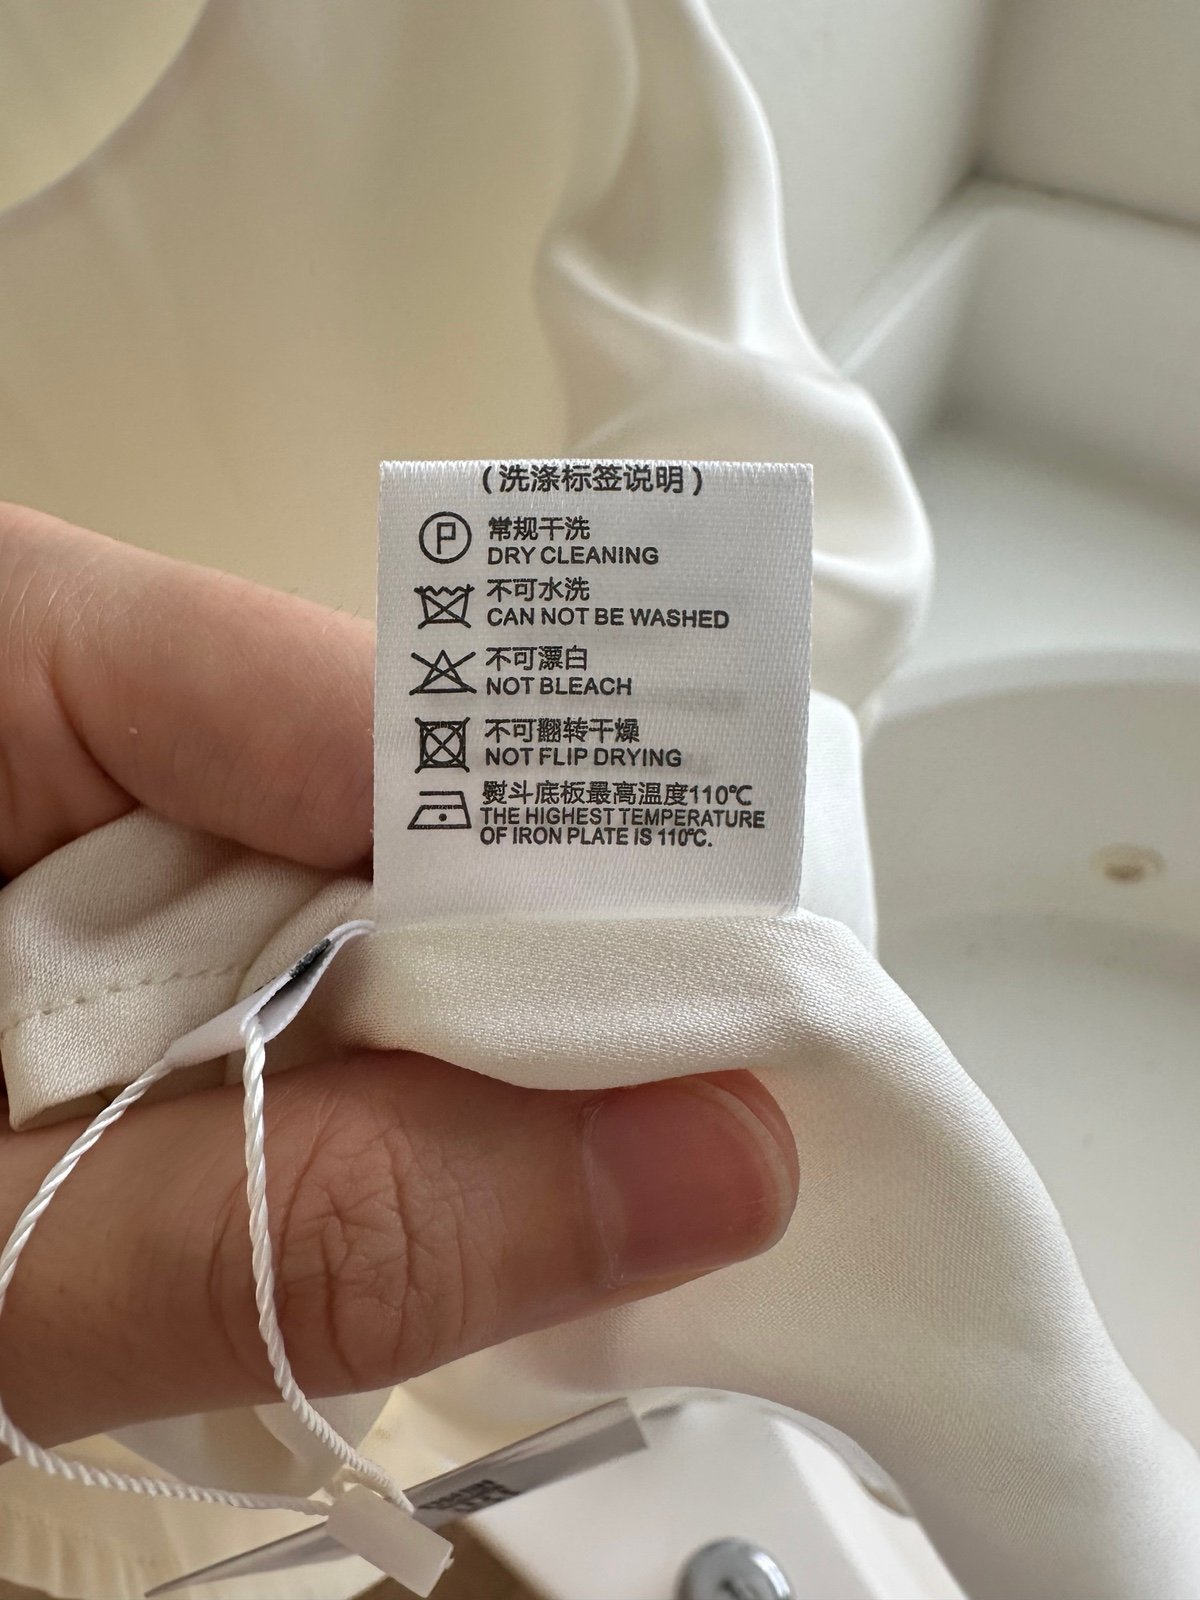 (洗涤标签说明)
P
常规干洗
DRY CLEANING
不可水洗
CAN NOT BE WASHED
不可漂白
NOT BLEACH
不可翻转干燥
NOT FLIP DRYING
熨斗底板最高温度110℃
THE HIGHEST TEMPERATURE
OF IRON PLATE IS 110℃.